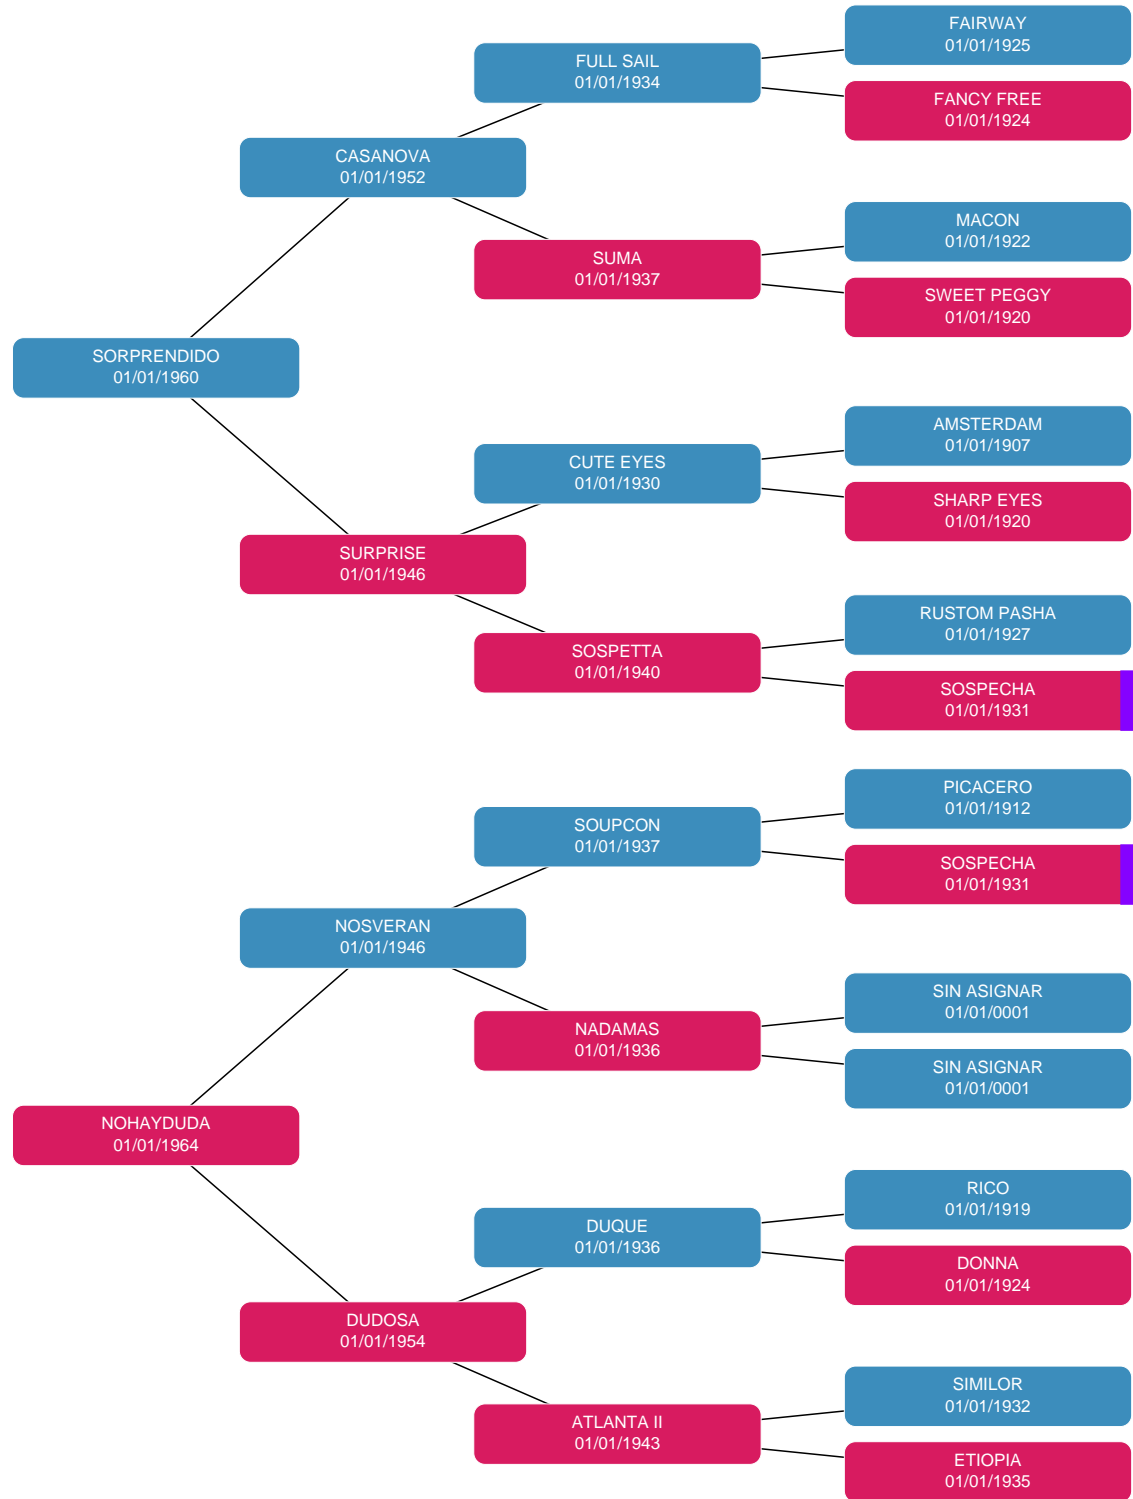 FAIRWAY
01/01/1925
FULL SAIL
01/01/1934
FANCY FREE
01/01/1924
CASANOVA
01/01/1952
MACON
01/01/1922
SUMA
01/01/1937
SWEET PEGGY
01/01/1920
SORPRENDIDO
01/01/1960
AMSTERDAM
01/01/1907
CUTE EYES
01/01/1930
SHARP EYES
01/01/1920
SURPRISE
01/01/1946
RUSTOM PASHA
01/01/1927
SOSPETTA
01/01/1940
SOSPECHA
01/01/1931
PICACERO
01/01/1912
SOUPCON
01/01/1937
SOSPECHA
01/01/1931
NOSVERAN
01/01/1946
SIN ASIGNAR
01/01/0001
NADAMAS
01/01/1936
SIN ASIGNAR
01/01/0001
NOHAYDUDA
01/01/1964
RICO
01/01/1919
DUQUE
01/01/1936
DONNA
01/01/1924
DUDOSA
01/01/1954
SIMILOR
01/01/1932
ATLANTA II
01/01/1943
ETIOPIA
01/01/1935